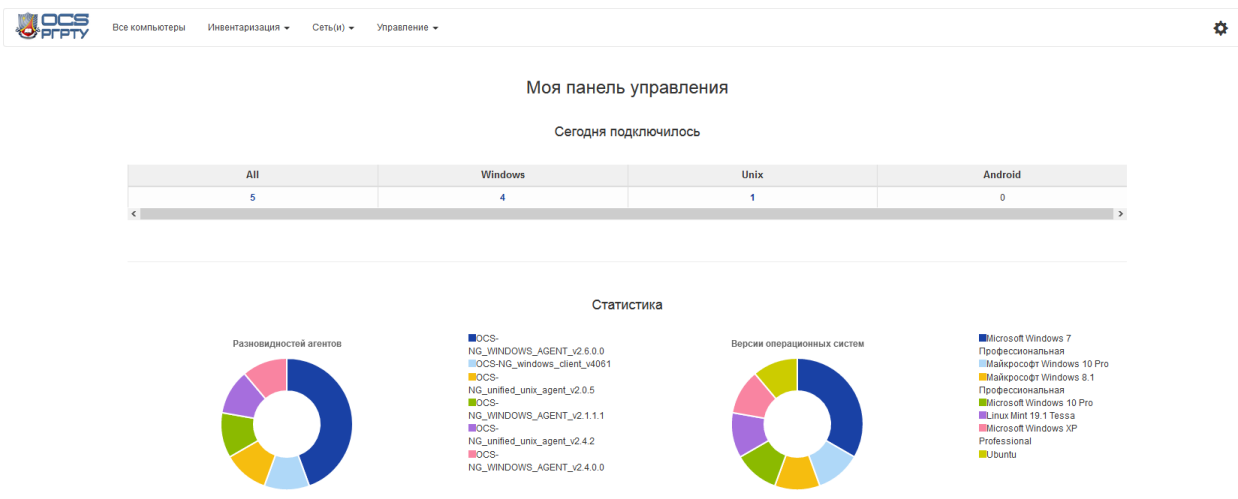 OCS
РГРТУ
Все компьютеры Инвентаризация Сеть(и) Управление
Моя панель управления
Сегодня подключилось
All Windows Unix Android
5 4 1 0
Статистика
Разновидностей агентов
OCS-
NG_WINDOWS_AGENT_v2.6.0.0
OCS-NG_windows_client_v4061
OCS-
NG_unified_unix_agent_v2.0.5
OCS-
NG_WINDOWS_AGENT_v2.1.1.1
OCS-
NG_unified_unix_agent_v2.4.2
OCS-
NG_WINDOWS_AGENT_v2.4.0.0
Версии операционных систем
Microsoft Windows 7
Профессиональная
Майкрософт Windows 10 Pro
Майкрософт Windows 8.1
Профессиональная
Microsoft Windows 10 Pro
Linux Mint 19.1 Tessa
Microsoft Windows XP
Professional
Ubuntu